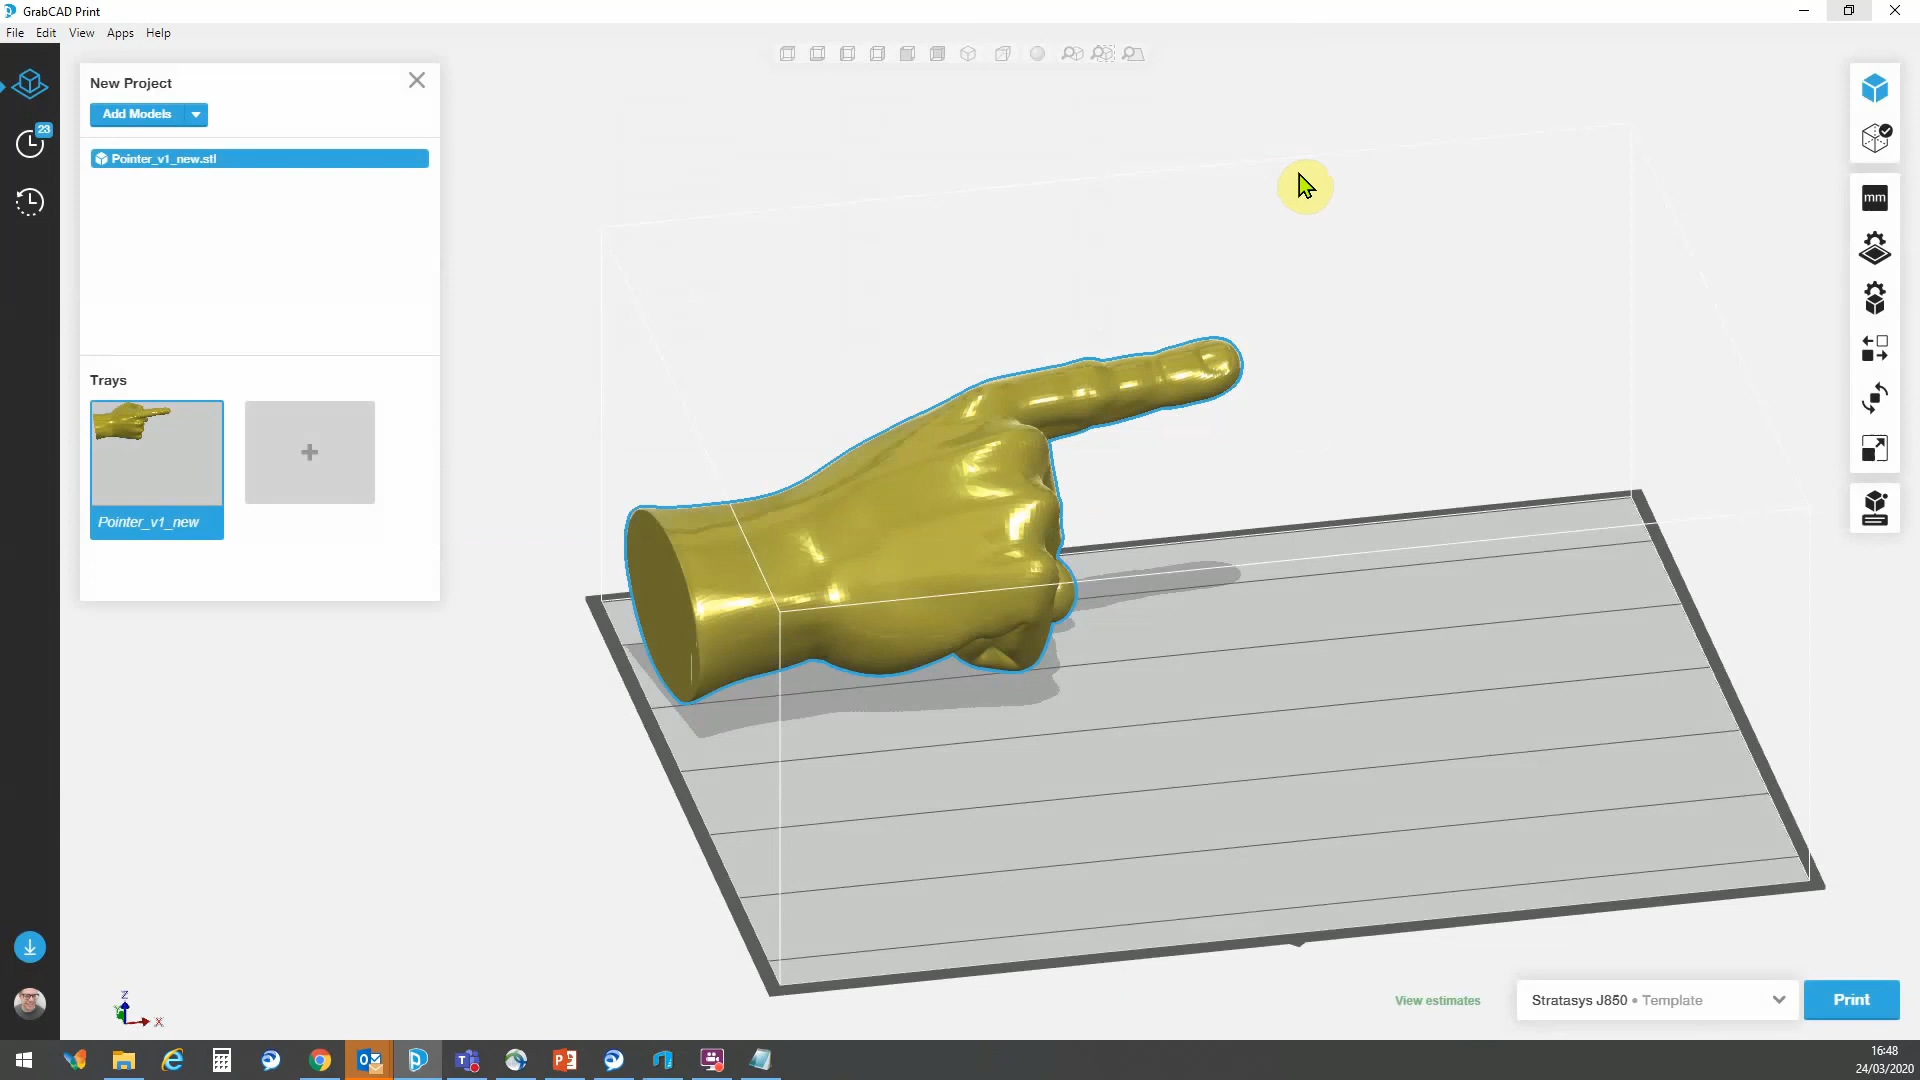 GrabCAD Print
File Edit View Apps Help
New Project
Add Models
23
Pointer_v1_new.stl
mm
Trays
Pointer_v1_new
Z
Y
X
View estimates
Stratasys J850 • Template
Print
16:48
24/03/2020